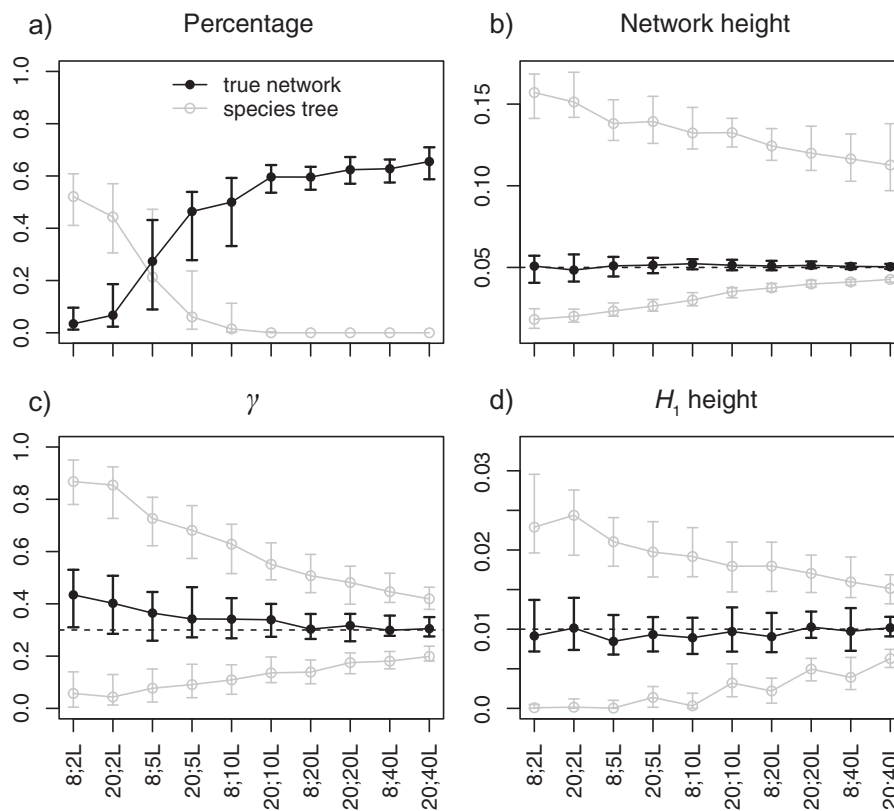 a) Percentage
1.0
0.8
0.6
0.4
0.2
0.0
true network
species tree
b) Network height
0.15
0.10
0.05
c) γ
1.0
0.8
0.6
0.4
0.2
0.0
8;2L
20;2L
8;5L
20;5L
8;10L
20;10L
8;20L
20;20L
8;40L
20;40L
d) H₁ height
0.03
0.02
0.01
0.0
8;2L
20;2L
8;5L
20;5L
8;10L
20;10L
8;20L
20;20L
8;40L
20;40L